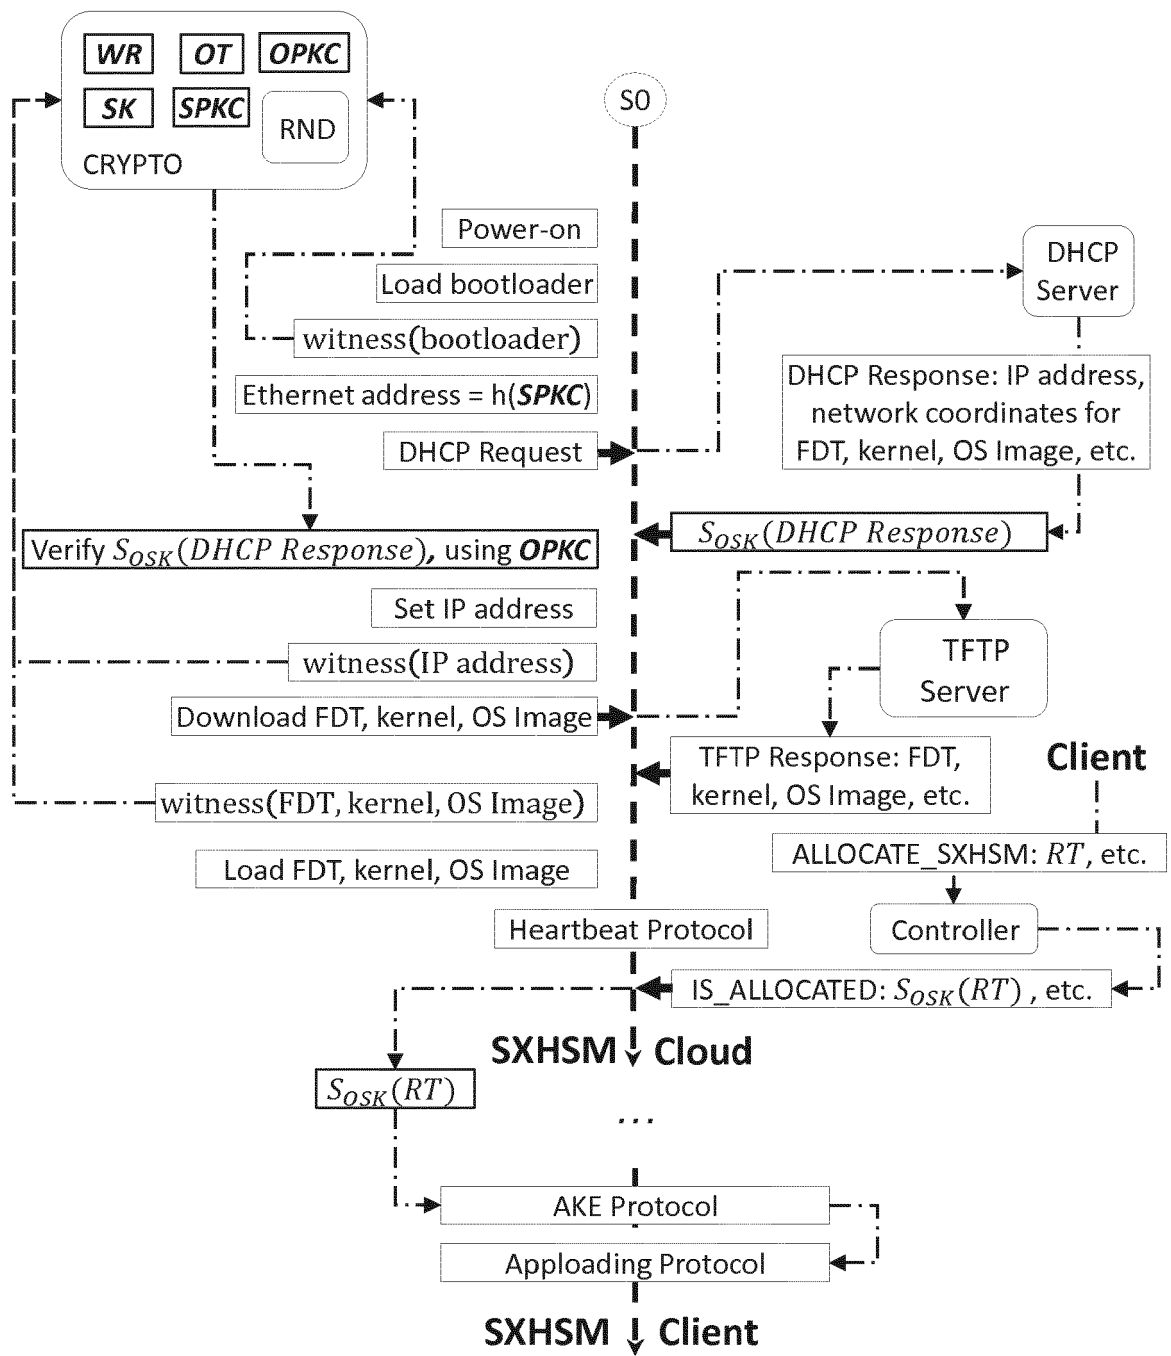 WR OT OPKC
SK SPKC RND
CRYPTO
S0
Power-on
Load bootloader
witness(bootloader)
Ethernet address = h(SPKC)
DHCP Request
DHCP
Server
DHCP Response: IP address,
network coordinates for
FDT, kernel, OS Image, etc.
S_OSK(DHCP Response)
Verify S_OSK(DHCP Response), using OPKC
Set IP address
witness(IP address)
Download FDT, kernel, OS Image
TFTP
Server
TFTP Response: FDT,
kernel, OS Image, etc.
witness(FDT, kernel, OS Image)
Load FDT, kernel, OS Image
Client
ALLOCATE_SXHSM: RT, etc.
Controller
Heartbeat Protocol
IS_ALLOCATED: S_OSK(RT) , etc.
SXHSM Cloud
S_OSK(RT)
...
AKE Protocol
Apploading Protocol
SXHSM Client